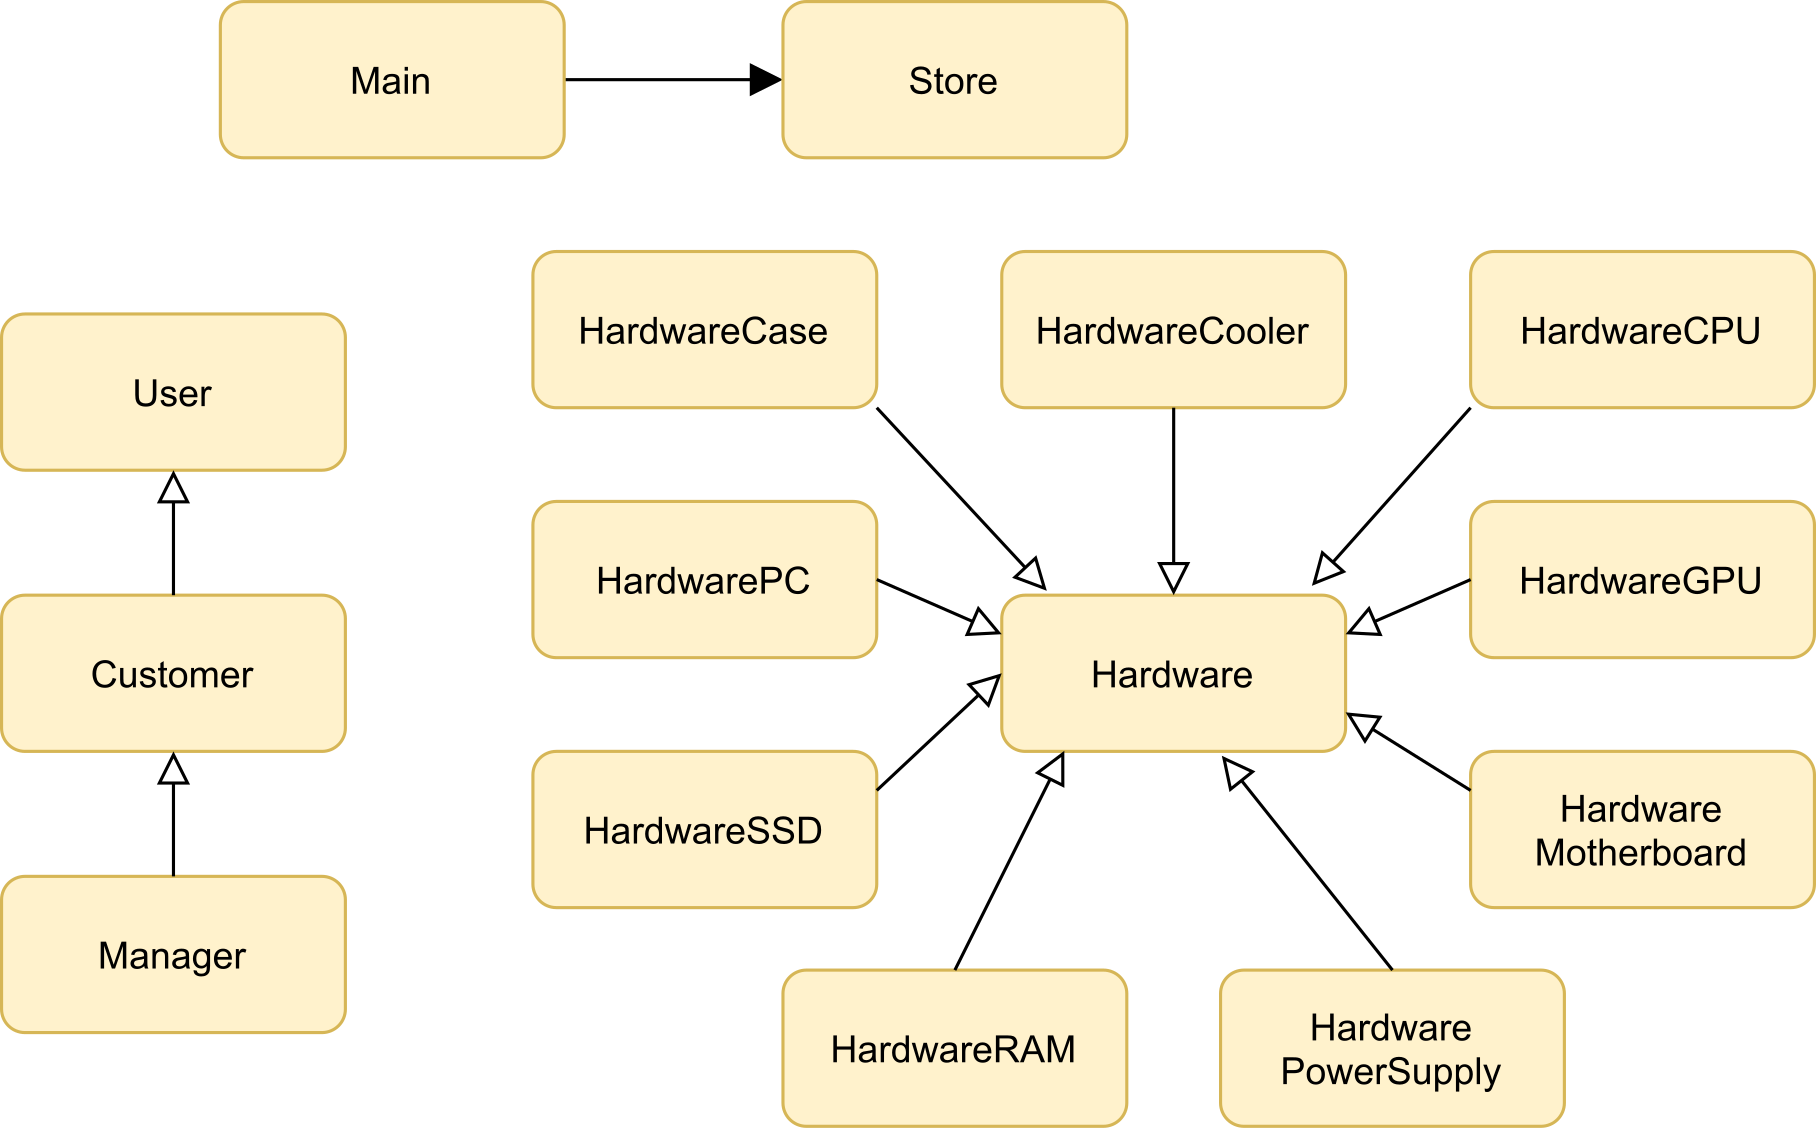 Main
Store
HardwareCase
HardwareCooler
HardwareCPU
User
HardwarePC
HardwareGPU
Customer
Hardware
HardwareSSD
Hardware
Motherboard
Manager
HardwareRAM
Hardware
PowerSupply